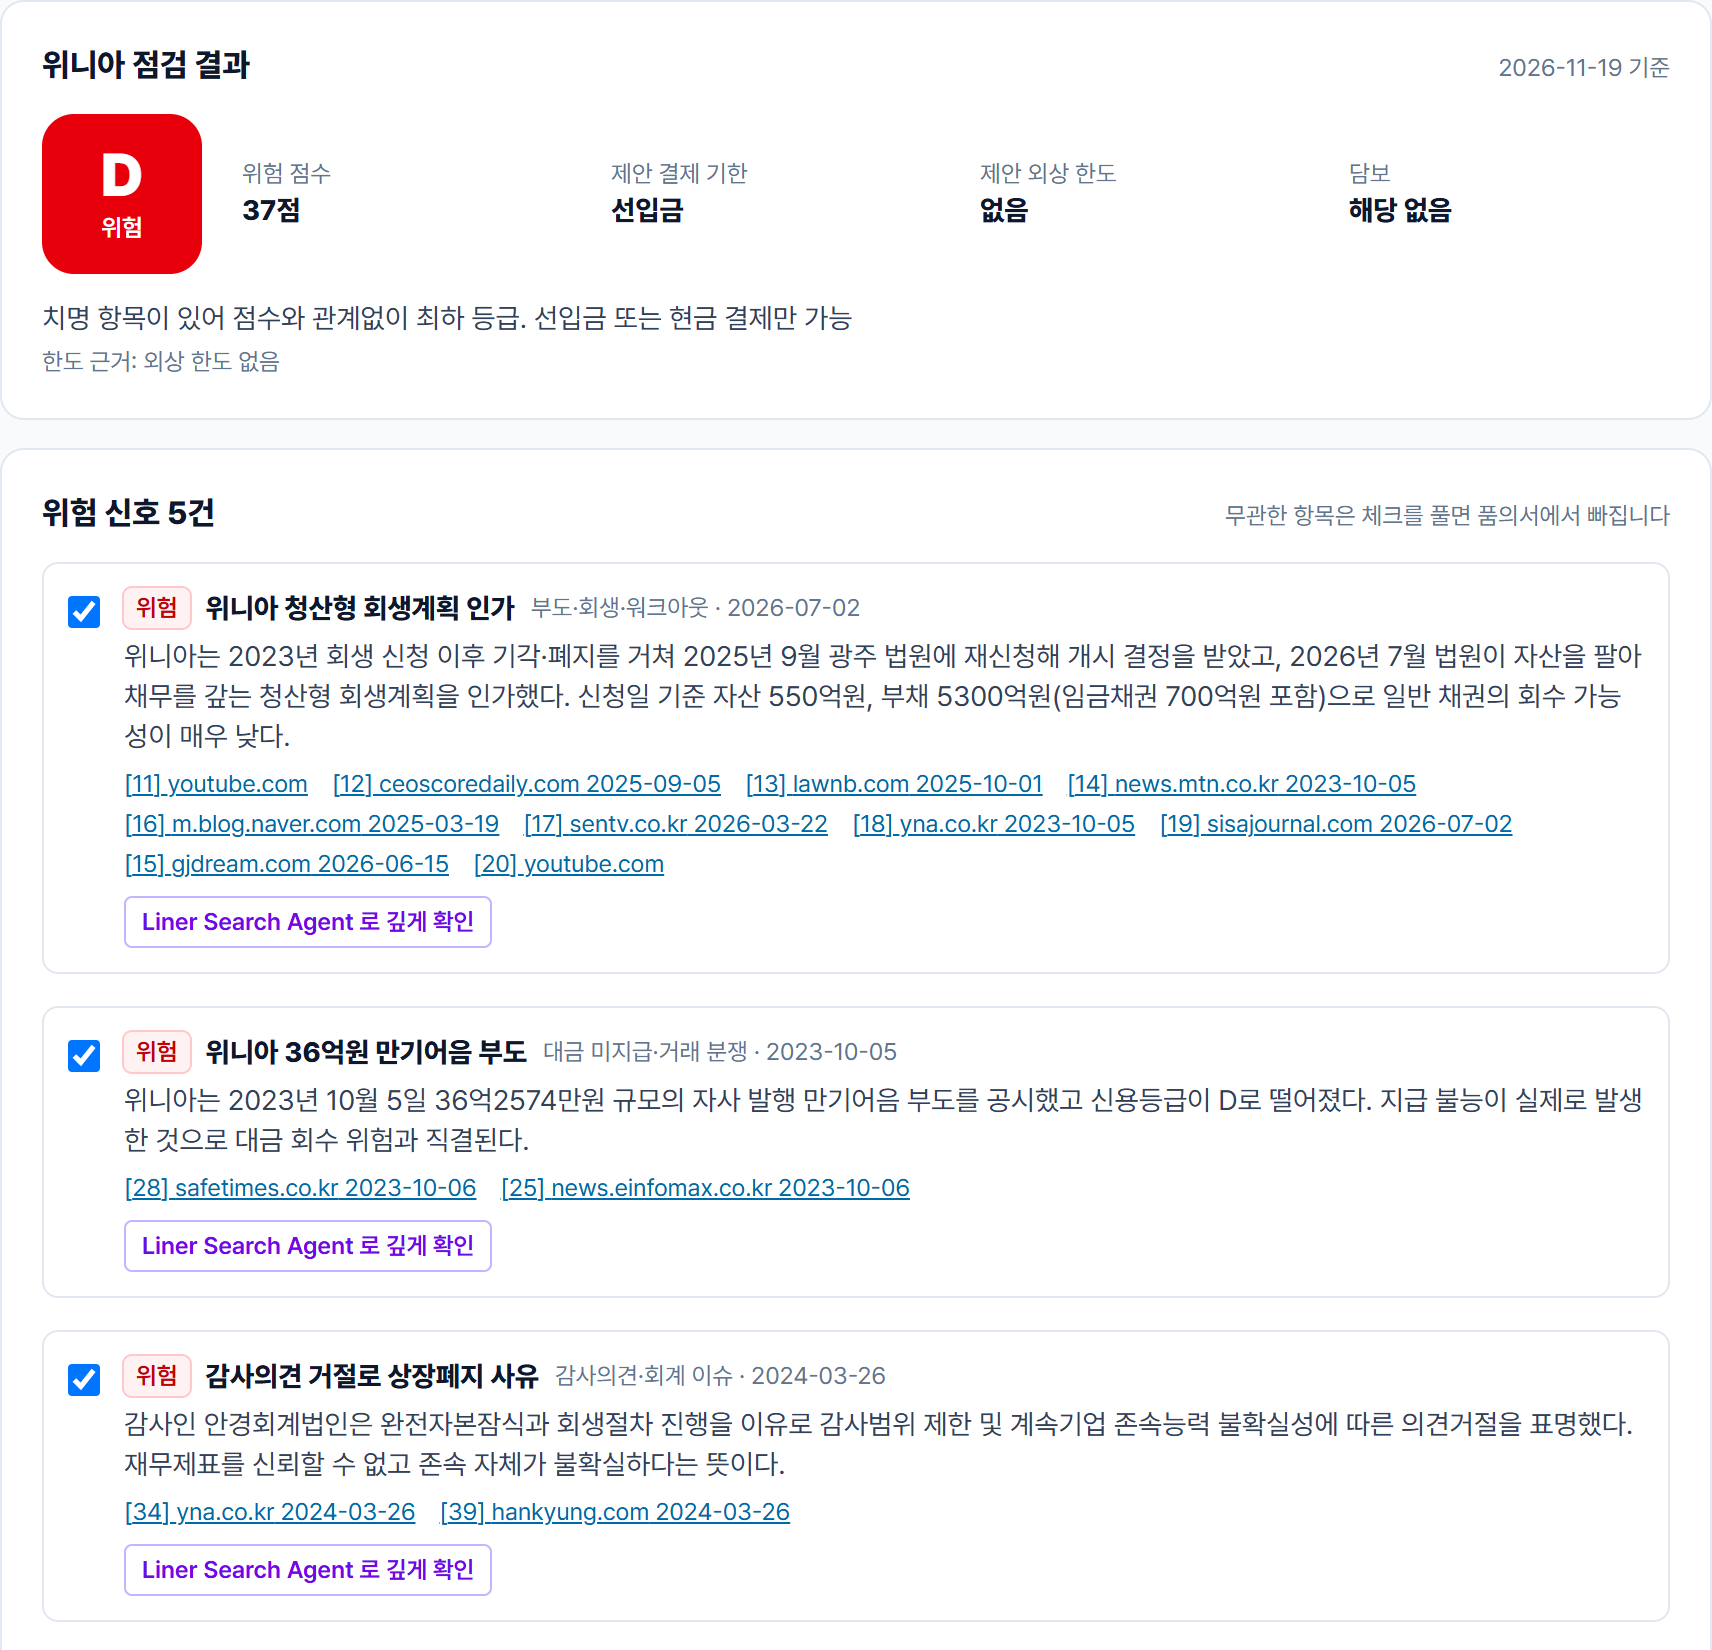 위니아 점검 결과
2026-11-19 기준
D
위험
위험 점수
37점
제안 결제 기한
선입금
제안 외상 한도
없음
담보
해당 없음
치명 항목이 있어 점수와 관계없이 최하 등급. 선입금 또는 현금 결제만 가능
한도 근거: 외상 한도 없음
위험 신호 5건
무관한 항목은 체크를 풀면 품의서에서 빠집니다
위험 위니아 청산형 회생계획 인가 부도·회생·워크아웃 · 2026-07-02
위니아는 2023년 회생 신청 이후 기각·폐지를 거쳐 2025년 9월 광주 법원에 재신청해 개시 결정을 받았고, 2026년 7월 법원이 자산을 팔아
채무를 갚는 청산형 회생계획을 인가했다. 신청일 기준 자산 550억원, 부채 5300억원(임금채권 700억원 포함)으로 일반 채권의 회수 가능
성이 매우 낮다.
[11] youtube.com [12] ceoscoredaily.com 2025-09-05 [13] lawnb.com 2025-10-01 [14] news.mtn.co.kr 2023-10-05
[16] m.blog.naver.com 2025-03-19 [17] sentv.co.kr 2026-03-22 [18] yna.co.kr 2023-10-05 [19] sisajournal.com 2026-07-02
[15] gjdream.com 2026-06-15 [20] youtube.com
Liner Search Agent 로 깊게 확인
위험 위니아 36억원 만기어음 부도 대금 미지급·거래 분쟁 · 2023-10-05
위니아는 2023년 10월 5일 36억2574만원 규모의 자사 발행 만기어음 부도를 공시했고 신용등급이 D로 떨어졌다. 지급 불능이 실제로 발생
한 것으로 대금 회수 위험과 직결된다.
[28] safetimes.co.kr 2023-10-06 [25] news.einfomax.co.kr 2023-10-06
Liner Search Agent 로 깊게 확인
위험 감사의견 거절로 상장폐지 사유 감사의견·회계 이슈 · 2024-03-26
감사인 안경회계법인은 완전자본잠식과 회생절차 진행을 이유로 감사범위 제한 및 계속기업 존속능력 불확실성에 따른 의견거절을 표명했다.
재무제표를 신뢰할 수 없고 존속 자체가 불확실하다는 뜻이다.
[34] yna.co.kr 2024-03-26 [39] hankyung.com 2024-03-26
Liner Search Agent 로 깊게 확인